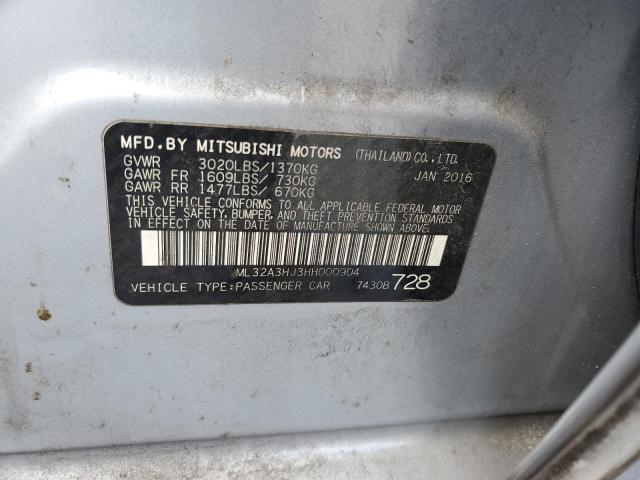 MFD.BY MITSUBISHI MOTORS (THAILAND)CO.,LTD.
GVWR 3020LBS/1370KG JAN 2016
GAWR FR 1609LBS/ 730KG
GAWR RR 1477LBS/ 670KG
THIS VEHICLE CONFORMS TO ALL APPLICABLE FEDERAL MOTOR
VEHICLE SAFETY, BUMPER, AND THEFT PREVENTION STANDARDS
IN EFFECT ON THE DATE OF MANUFACTURE SHOWN ABOVE.
ML32A3HJ3HH000904
VEHICLE TYPE:PASSENGER CAR 7430B 728